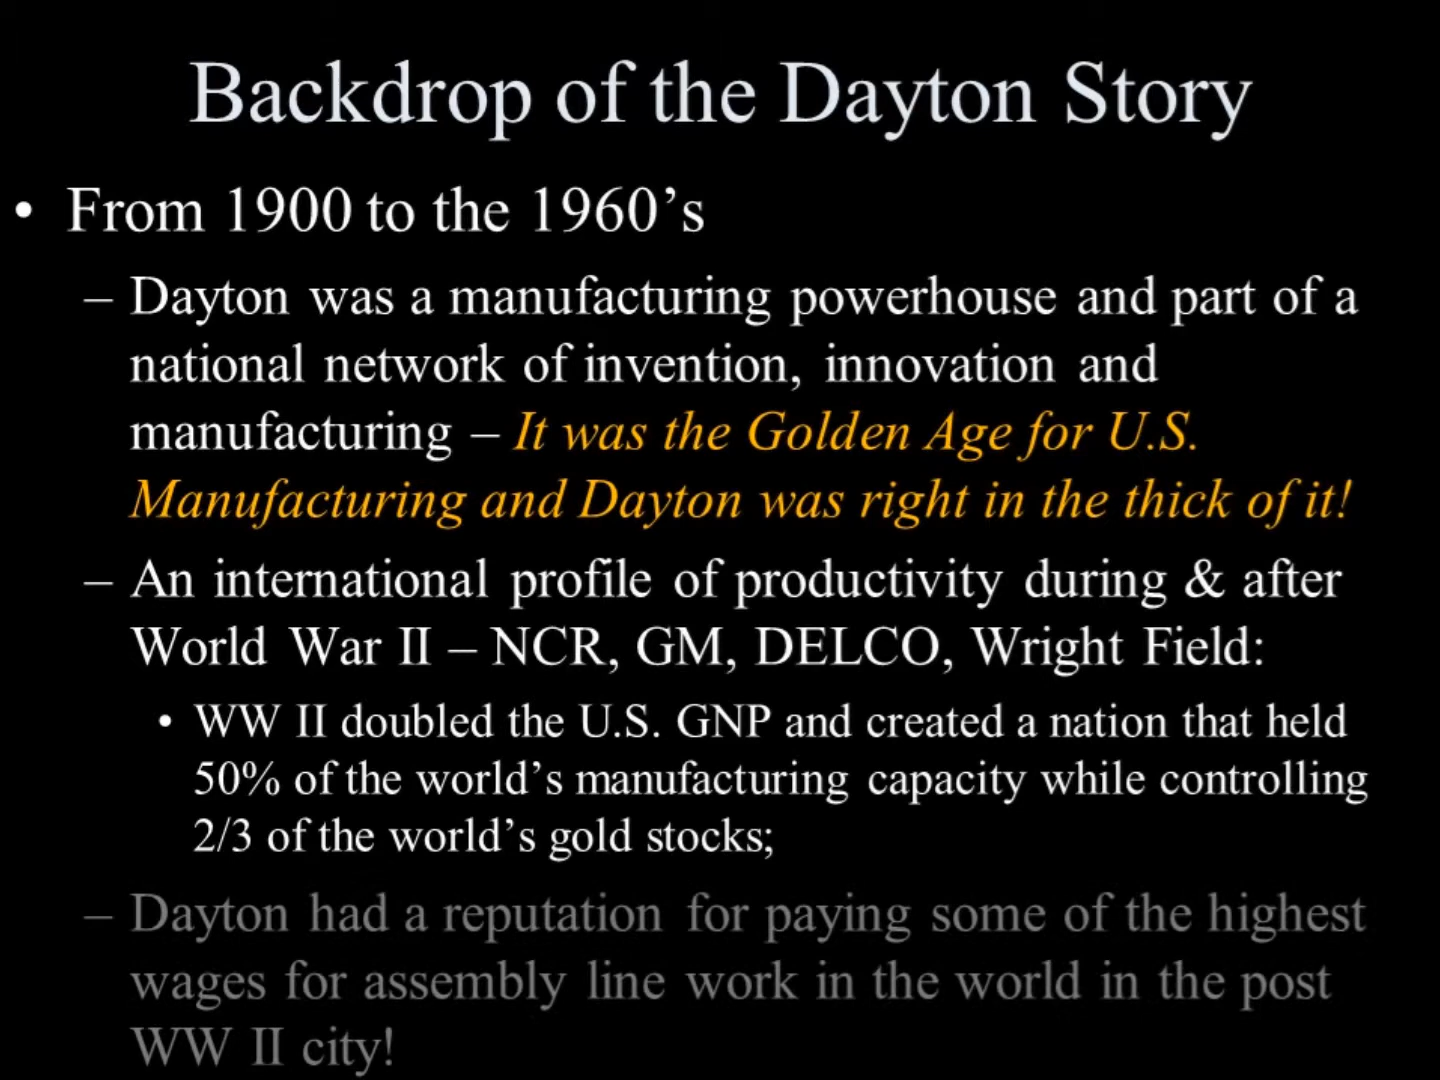 Backdrop of the Dayton Story
• From 1900 to the 1960’s
– Dayton was a manufacturing powerhouse and part of a
national network of invention, innovation and
manufacturing – It was the Golden Age for U.S.
Manufacturing and Dayton was right in the thick of it!
– An international profile of productivity during & after
World War II – NCR, GM, DELCO, Wright Field:
• WW II doubled the U.S. GNP and created a nation that held
50% of the world’s manufacturing capacity while controlling
2/3 of the world’s gold stocks;
– Dayton had a reputation for paying some of the highest
wages for assembly line work in the world in the post
WW II city!